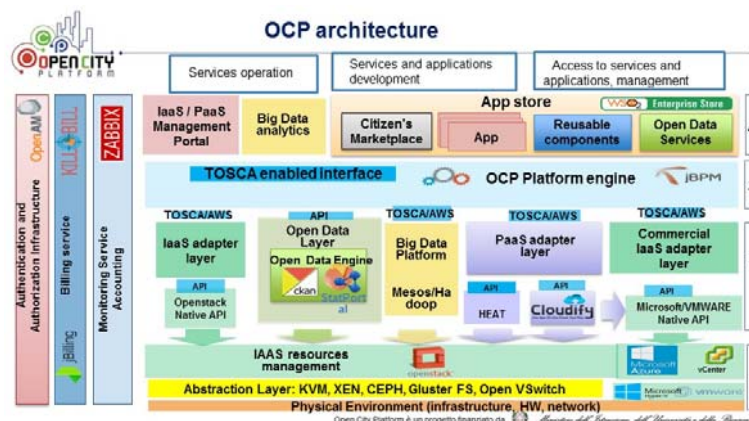 OCP architecture
OPEN CITY
PLATFORM
Services operation
Services and applications
development
Access to services and
applications, management
Authentication and
Authorization Infrastructure
OpenAM
Billing service
KILL BILL
jBilling
Monitoring Service
Accounting
ZABBIX
IaaS / PaaS
Management
Portal
Big Data
analytics
App store
WSO2 Enterprise Store
Citizen's
Marketplace
App
Reusable
components
Open Data
Services
TOSCA enabled interface
OCP Platform engine
jBPM
TOSCA/AWS
IaaS adapter
layer
API
Openstack
Native API
API
Open Data
Layer
Open Data Engine
ckan
StatPort
al
TOSCA/AWS
Big Data
Platform
Mesos/Ha
doop
TOSCA/AWS
PaaS adapter
layer
API
HEAT
API
Cloudify
TOSCA/AWS
Commercial
IaaS adapter
layer
API
Microsoft/VMWARE
Native API
IAAS resources
management
openstack
Microsoft
Azure
vCenter
Abstraction Layer: KVM, XEN, CEPH, Gluster FS, Open VSwitch
Microsoft
Hyper-V
vmware
Physical Environment (infrastructure, HW, network)
Open City Platform è un progetto finanziato da